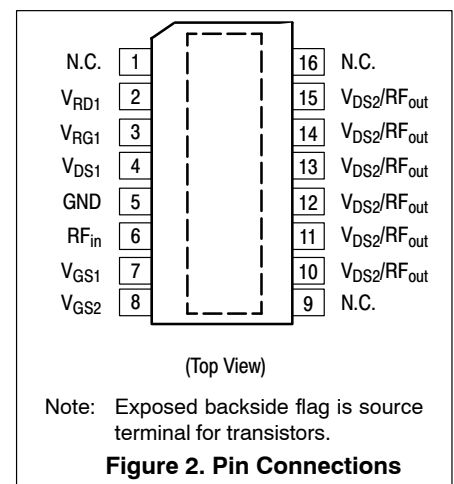 N.C. 1 16 N.C.
VRD1 2 15 VDS2/RFout
VRG1 3 14 VDS2/RFout
VDS1 4 13 VDS2/RFout
GND 5 12 VDS2/RFout
RFin 6 11 VDS2/RFout
VGS1 7 10 VDS2/RFout
VGS2 8 9 N.C.
(Top View)
Note: Exposed backside flag is source
terminal for transistors.
Figure 2. Pin Connections